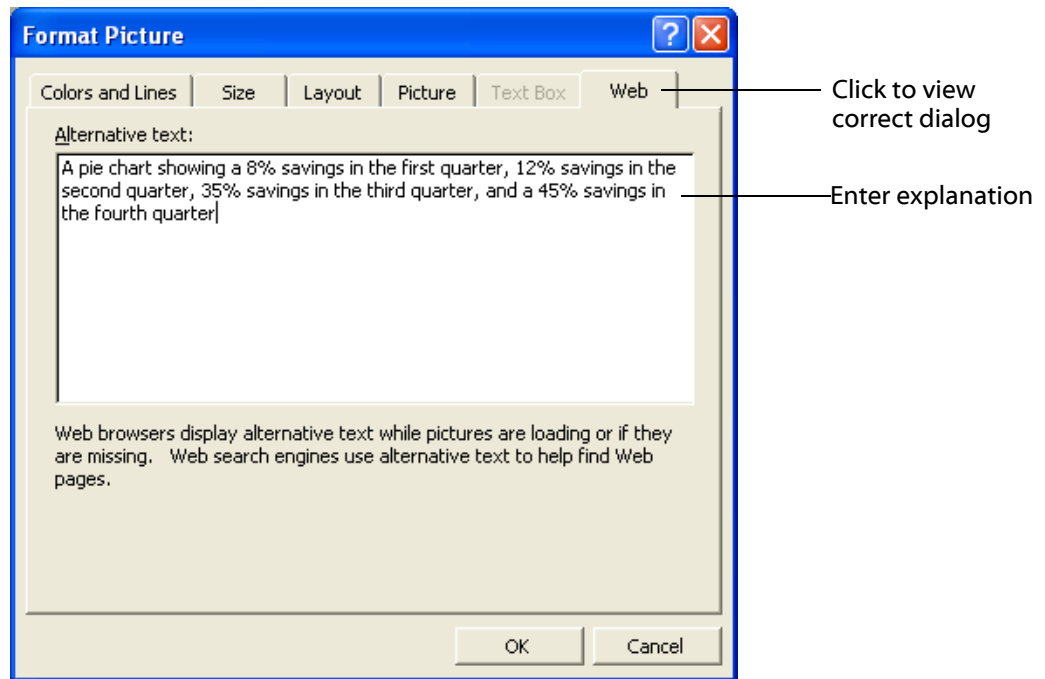 Format Picture
Colors and Lines Size Layout Picture Text Box Web
Click to view
correct dialog
Alternative text:
A pie chart showing a 8% savings in the first quarter, 12% savings in the
second quarter, 35% savings in the third quarter, and a 45% savings in
the fourth quarter
Enter explanation
Web browsers display alternative text while pictures are loading or if they
are missing. Web search engines use alternative text to help find Web
pages.
OK Cancel